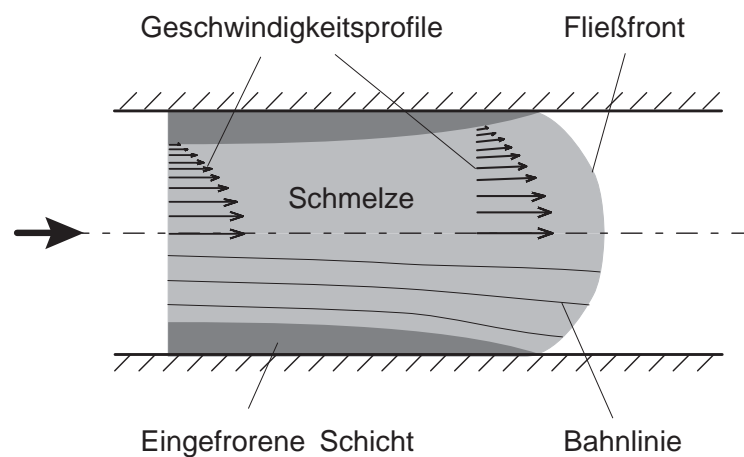 Geschwindigkeitsprofile
Fließfront
Schmelze
Eingefrorene Schicht
Bahnlinie